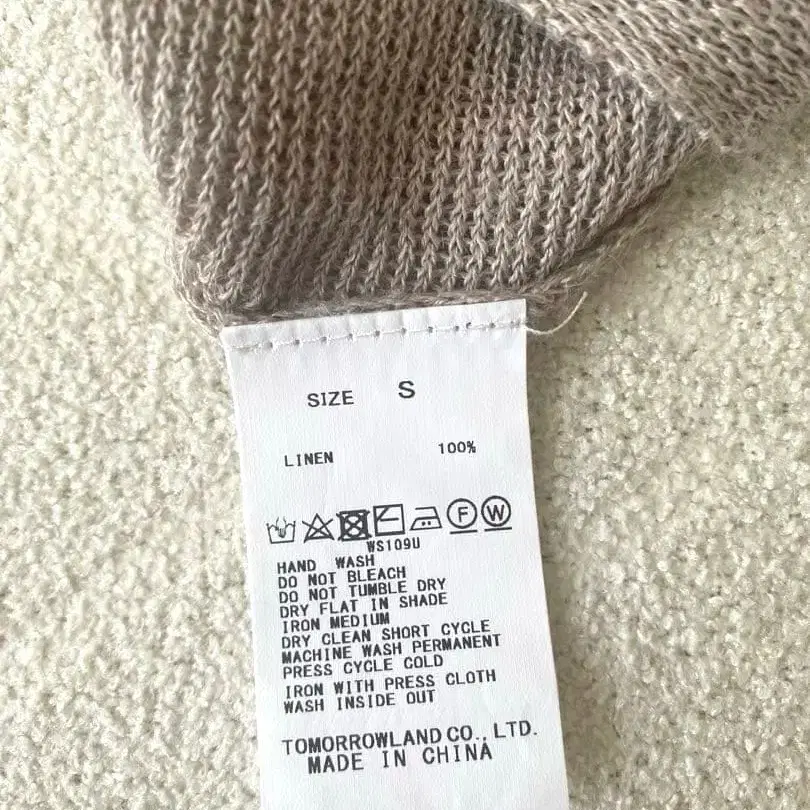 SIZE S
LINEN 100%
F W
WS109U
HAND WASH
DO NOT BLEACH
DO NOT TUMBLE DRY
DRY FLAT IN SHADE
IRON MEDIUM
DRY CLEAN SHORT CYCLE
MACHINE WASH PERMANENT
PRESS CYCLE COLD
IRON WITH PRESS CLOTH
WASH INSIDE OUT
TOMORROWLAND CO., LTD.
MADE IN CHINA